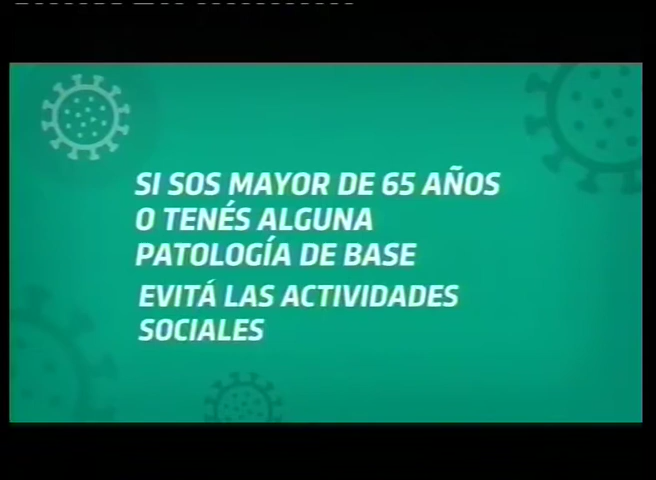 SI SOS MAYOR DE 65 AÑOS
O TENÉS ALGUNA
PATOLOGÍA DE BASE
EVITÁ LAS ACTIVIDADES
SOCIALES